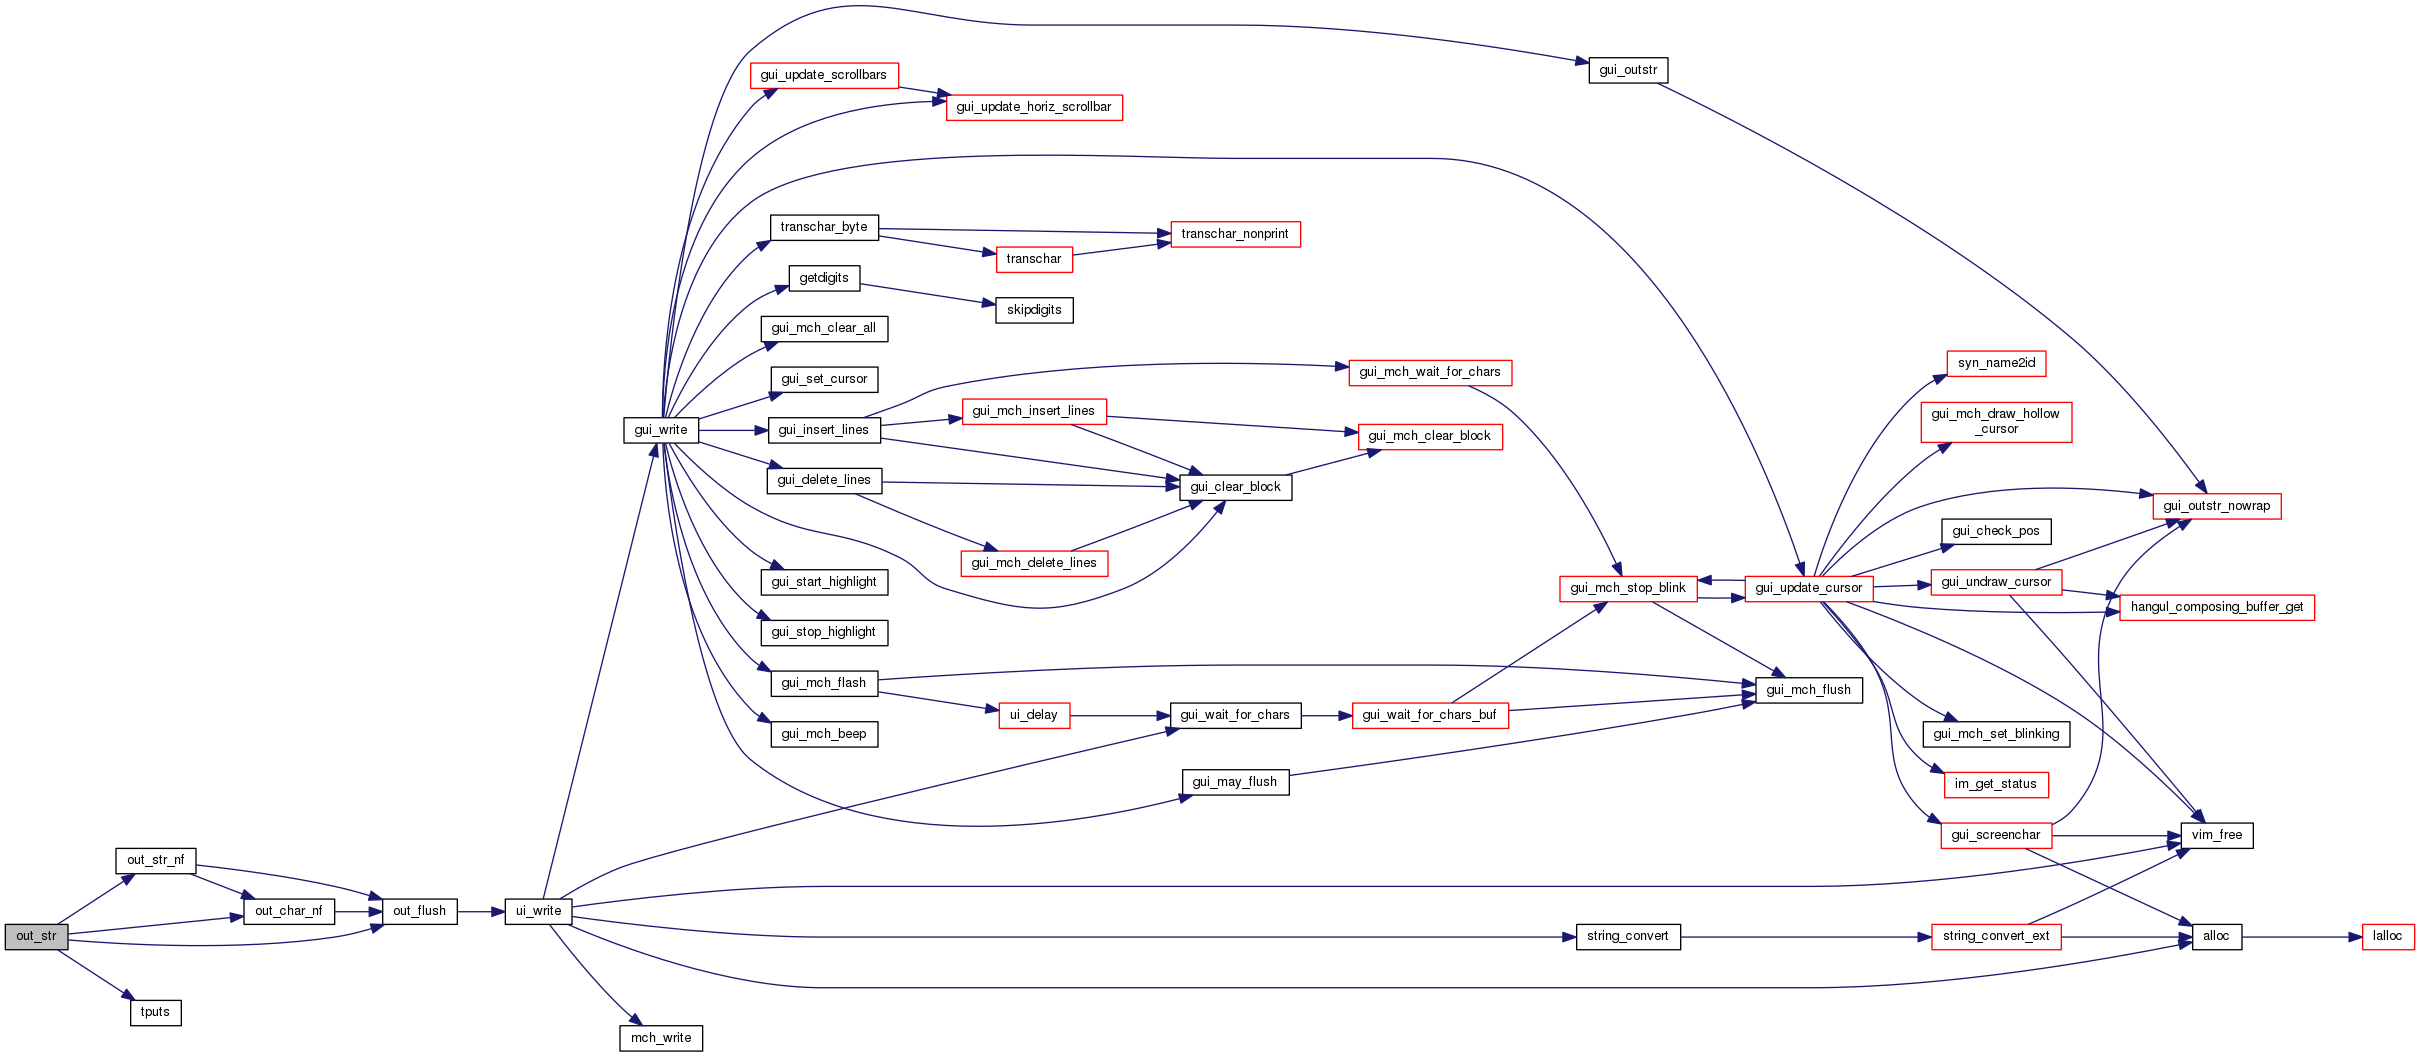 gui_outstr
gui_update_scrollbars
gui_update_horiz_scrollbar
transchar_byte
transchar_nonprint
transchar
getdigits
skipdigits
gui_mch_clear_all
gui_set_cursor
gui_mch_wait_for_chars
syn_name2id
gui_write
gui_insert_lines
gui_mch_insert_lines
gui_mch_clear_block
gui_mch_draw_hollow
_cursor
gui_delete_lines
gui_clear_block
gui_outstr_nowrap
gui_check_pos
gui_mch_delete_lines
gui_start_highlight
gui_mch_stop_blink
gui_update_cursor
gui_undraw_cursor
hangul_composing_buffer_get
gui_stop_highlight
gui_mch_flash
gui_mch_flush
ui_delay
gui_wait_for_chars
gui_wait_for_chars_buf
gui_mch_beep
gui_mch_set_blinking
gui_may_flush
im_get_status
gui_screenchar
vim_free
out_str_nf
out_char_nf
out_flush
ui_write
out_str
string_convert
string_convert_ext
alloc
lalloc
tputs
mch_write